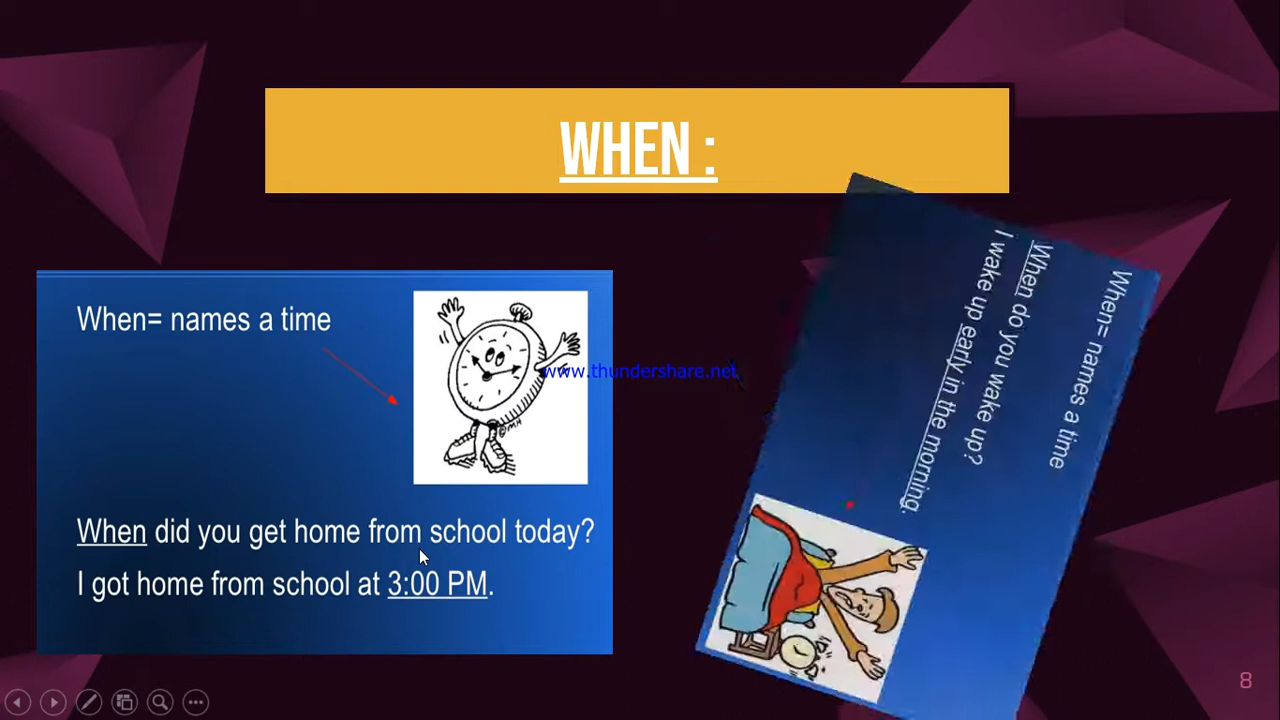 WHEN :
When= names a time
When did you get home from school today?
I got home from school at 3:00 PM.
www.thundershare.net
When= names a time
When do you wake up?
I wake up early in the morning.
8